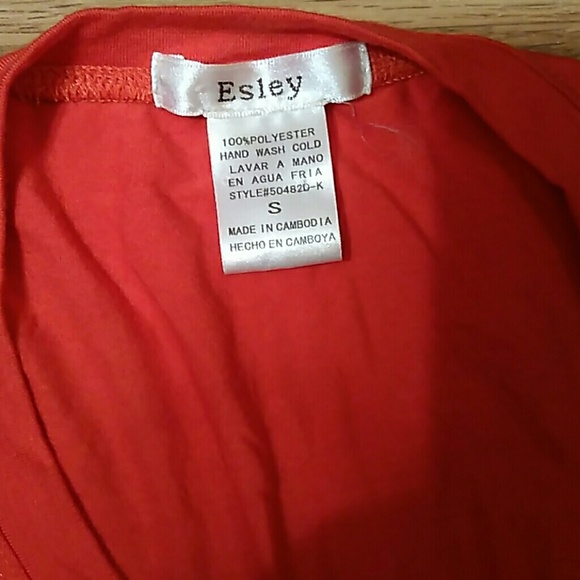 Esley
100%POLYESTER
HAND WASH COLD
LAVAR A MANO
EN AGUA FRIA
STYLE#50482D-K
S
MADE IN CAMBODIA
HECHO EN CAMBOYA